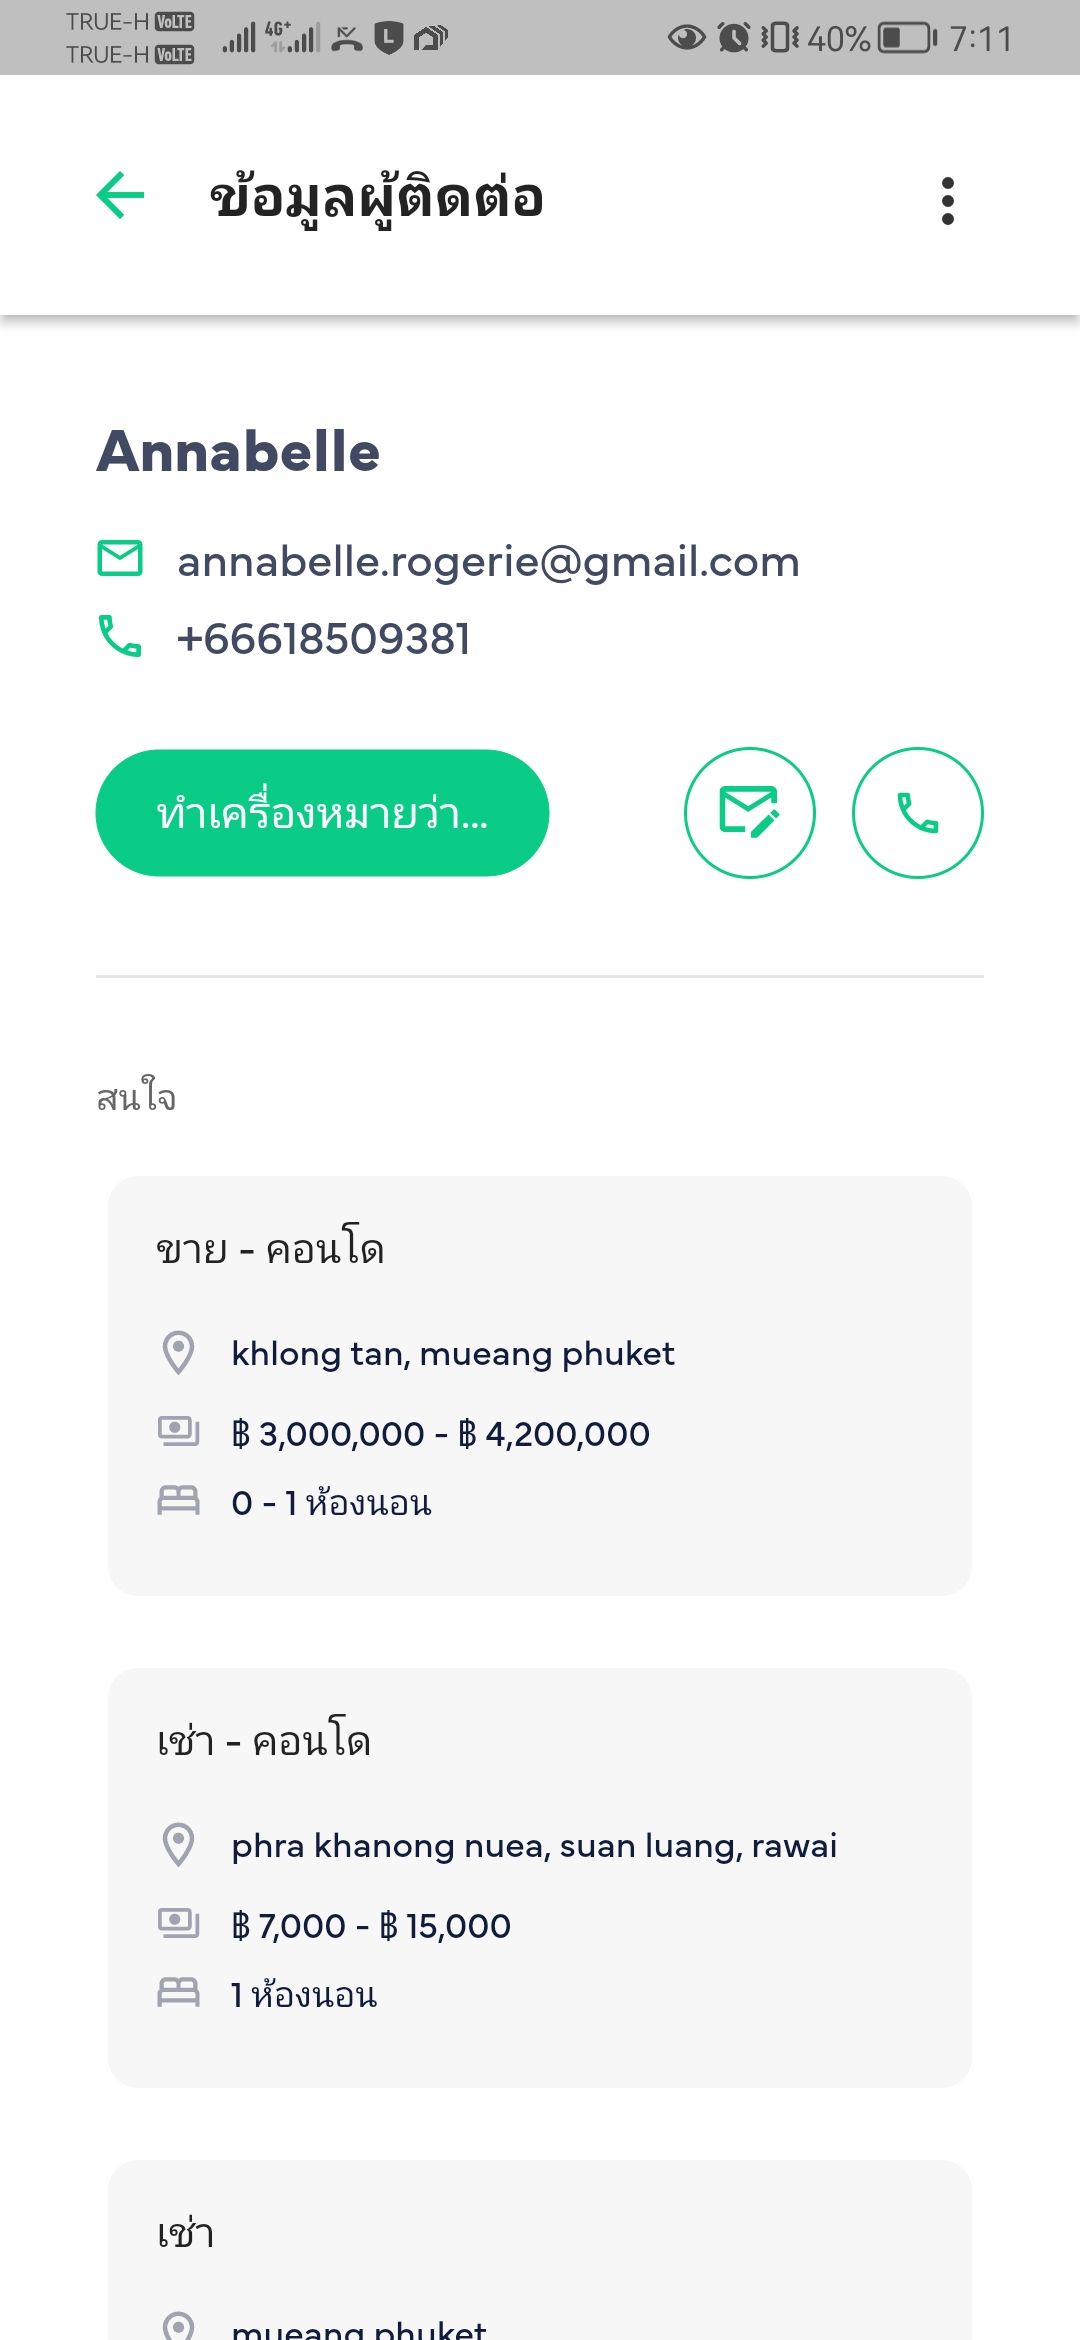 TRUE-H VoLTE
TRUE-H VoLTE
4G+
L
40%
7:11
ข้อมูลผู้ติดต่อ
Annabelle
annabelle.rogerie@gmail.com
+66618509381
ทำเครื่องหมายว่า...
สนใจ
ขาย - คอนโด
khlong tan, mueang phuket
฿ 3,000,000 - ฿ 4,200,000
0 - 1 ห้องนอน
เช่า - คอนโด
phra khanong nuea, suan luang, rawai
฿ 7,000 - ฿ 15,000
1 ห้องนอน
เช่า
mueang phuket